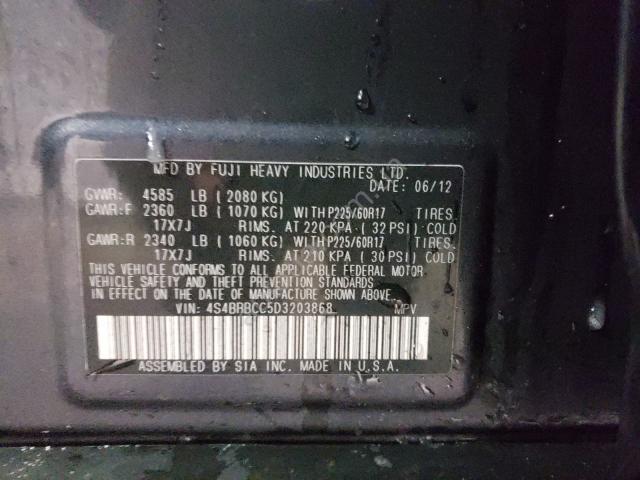 MFD BY FUJI HEAVY INDUSTRIES LTD.
DATE: 06/12
GVWR: 4585 LB ( 2080 KG)
GAWR:F 2360 LB ( 1070 KG) WITH P225/60R17 TIRES
17X7J RIMS. AT 220 KPA ( 32 PSI) COLD
GAWR:R 2340 LB ( 1060 KG) WITH P225/60R17 TIRES
17X7J RIMS. AT 210 KPA ( 30 PSI) COLD
THIS VEHICLE CONFORMS TO ALL APPLICABLE FEDERAL MOTOR
VEHICLE SAFETY AND THEFT PREVENTION STANDARDS
IN EFFECT ON THE DATE OF MANUFACTURE SHOWN ABOVE.
VIN: 4S4BRBCC5D3203868 MPV
ASSEMBLED BY SIA INC. MADE IN U.S.A.